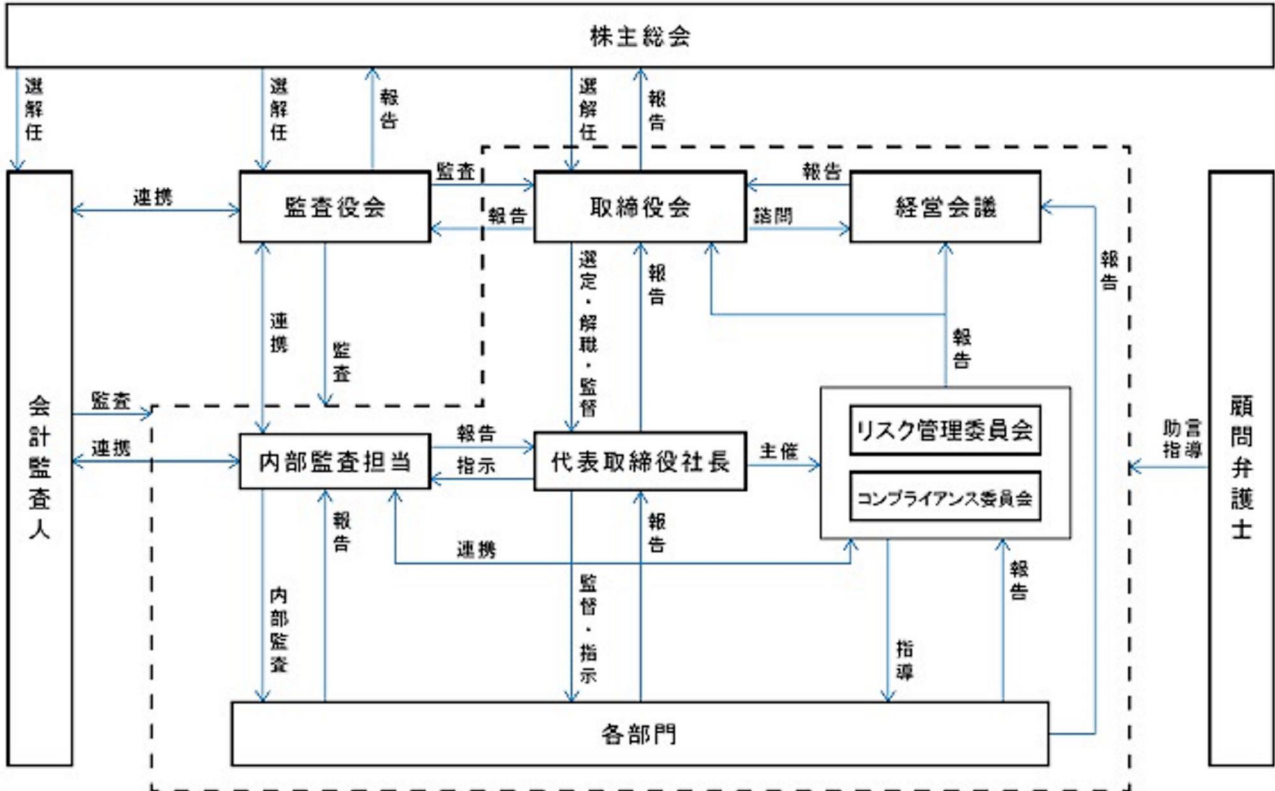 株主総会
選解任
選解任
報告
選解任
報告
連携
監査役会
監査
報告
取締役会
報告
諮問
経営会議
報告
連携
監査
選定・解職・監督
報告
報告
会計監査人
監査
連携
内部監査担当
報告
指示
代表取締役社長
主催
リスク管理委員会
コンプライアンス委員会
助言
指導
顧問弁護士
報告
連携
報告
報告
内部監査
監督・指示
指導
各部門